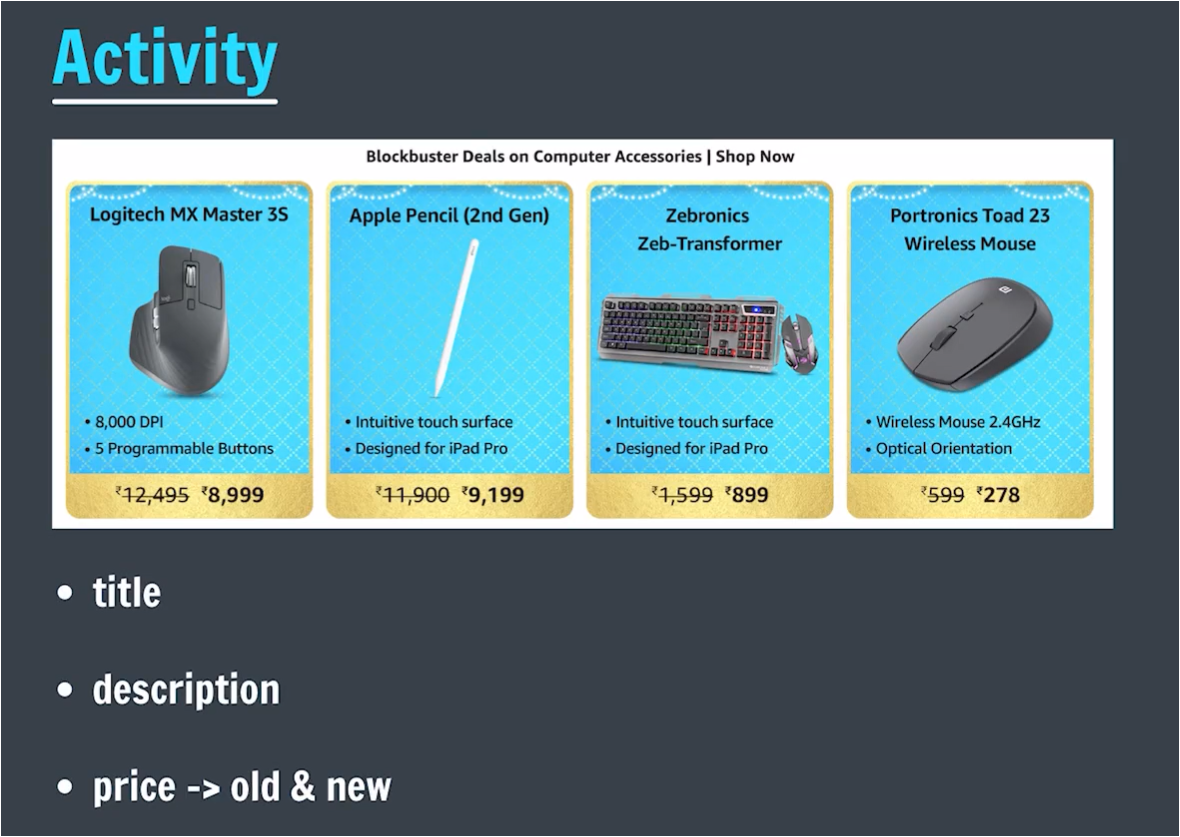 Activity
Blockbuster Deals on Computer Accessories | Shop Now
Logitech MX Master 3S
• 8,000 DPI
• 5 Programmable Buttons
₹12,495 ₹8,999
Apple Pencil (2nd Gen)
• Intuitive touch surface
• Designed for iPad Pro
₹11,900 ₹9,199
Zebronics
Zeb-Transformer
• Intuitive touch surface
• Designed for iPad Pro
₹1,599 ₹899
Portronics Toad 23
Wireless Mouse
• Wireless Mouse 2.4GHz
• Optical Orientation
₹599 ₹278
• title
• description
• price -> old & new